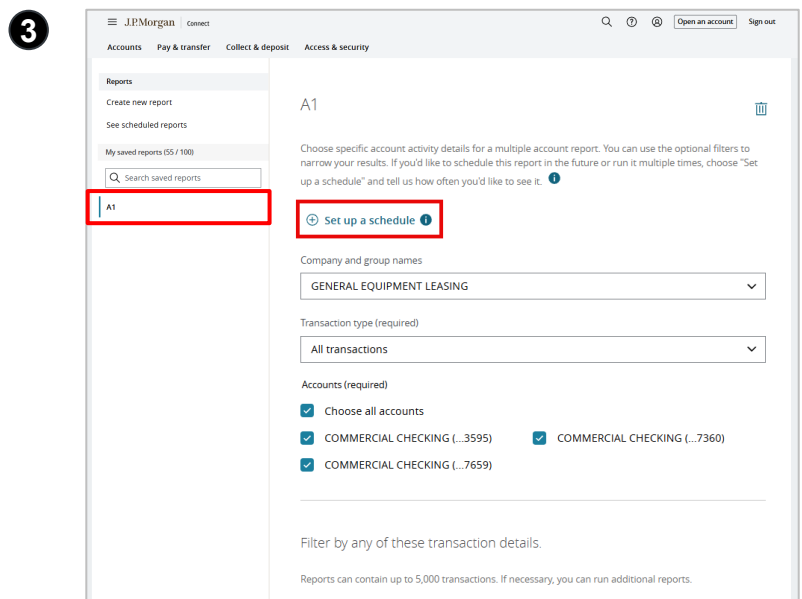 3
J.P.Morgan Connect Open an account Sign out
Accounts Pay & transfer Collect & deposit Access & security
Reports
Create new report
See scheduled reports
My saved reports (55 / 100)
Search saved reports
A1
A1
Choose specific account activity details for a multiple account report. You can use the optional filters to
narrow your results. If you'd like to schedule this report in the future or run it multiple times, choose "Set
up a schedule" and tell us how often you'd like to see it.
Set up a schedule
Company and group names
GENERAL EQUIPMENT LEASING
Transaction type (required)
All transactions
Accounts (required)
Choose all accounts
COMMERCIAL CHECKING (...3595) COMMERCIAL CHECKING (...7360)
COMMERCIAL CHECKING (...7659)
Filter by any of these transaction details.
Reports can contain up to 5,000 transactions. If necessary, you can run additional reports.